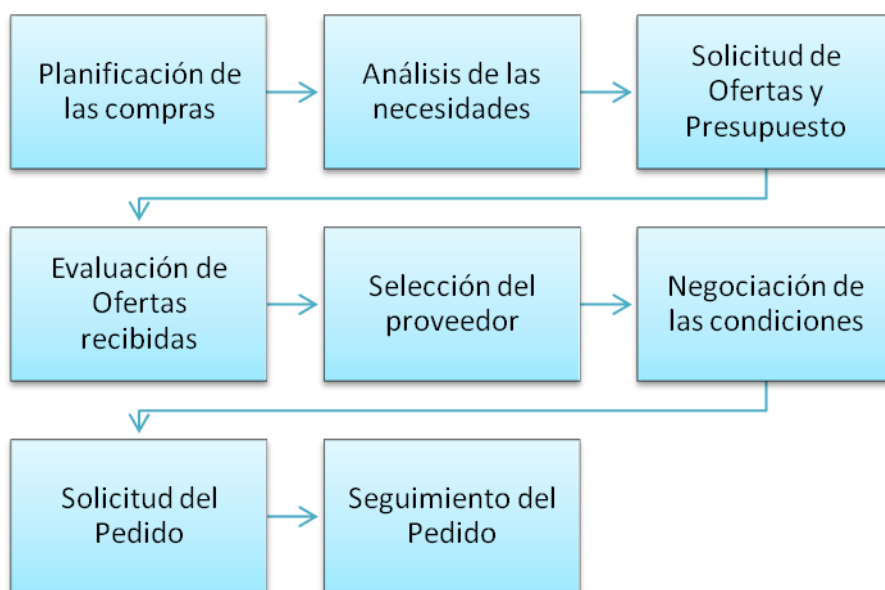 Planificación de
las compras
Análisis de las
necesidades
Solicitud de
Ofertas y
Presupuesto
Evaluación de
Ofertas
recibidas
Selección del
proveedor
Negociación de
las condiciones
Solicitud del
Pedido
Seguimiento del
Pedido